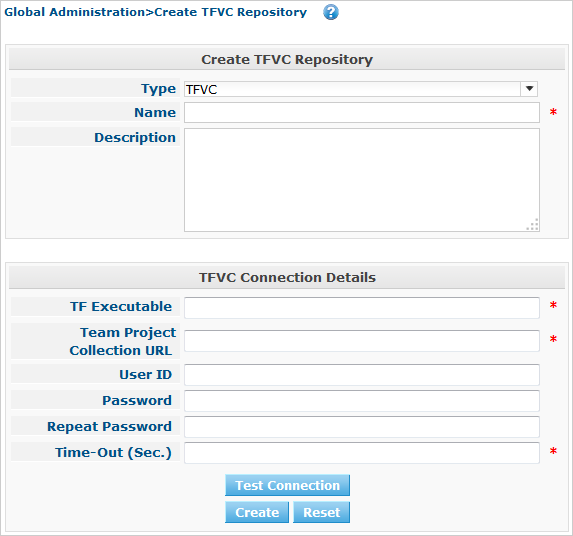 Global Administration>Create TFVC Repository ?
Create TFVC Repository
Type TFVC
Name *
Description
TFVC Connection Details
TF Executable *
Team Project
Collection URL *
User ID
Password
Repeat Password
Time-Out (Sec.) *
Test Connection
Create Reset